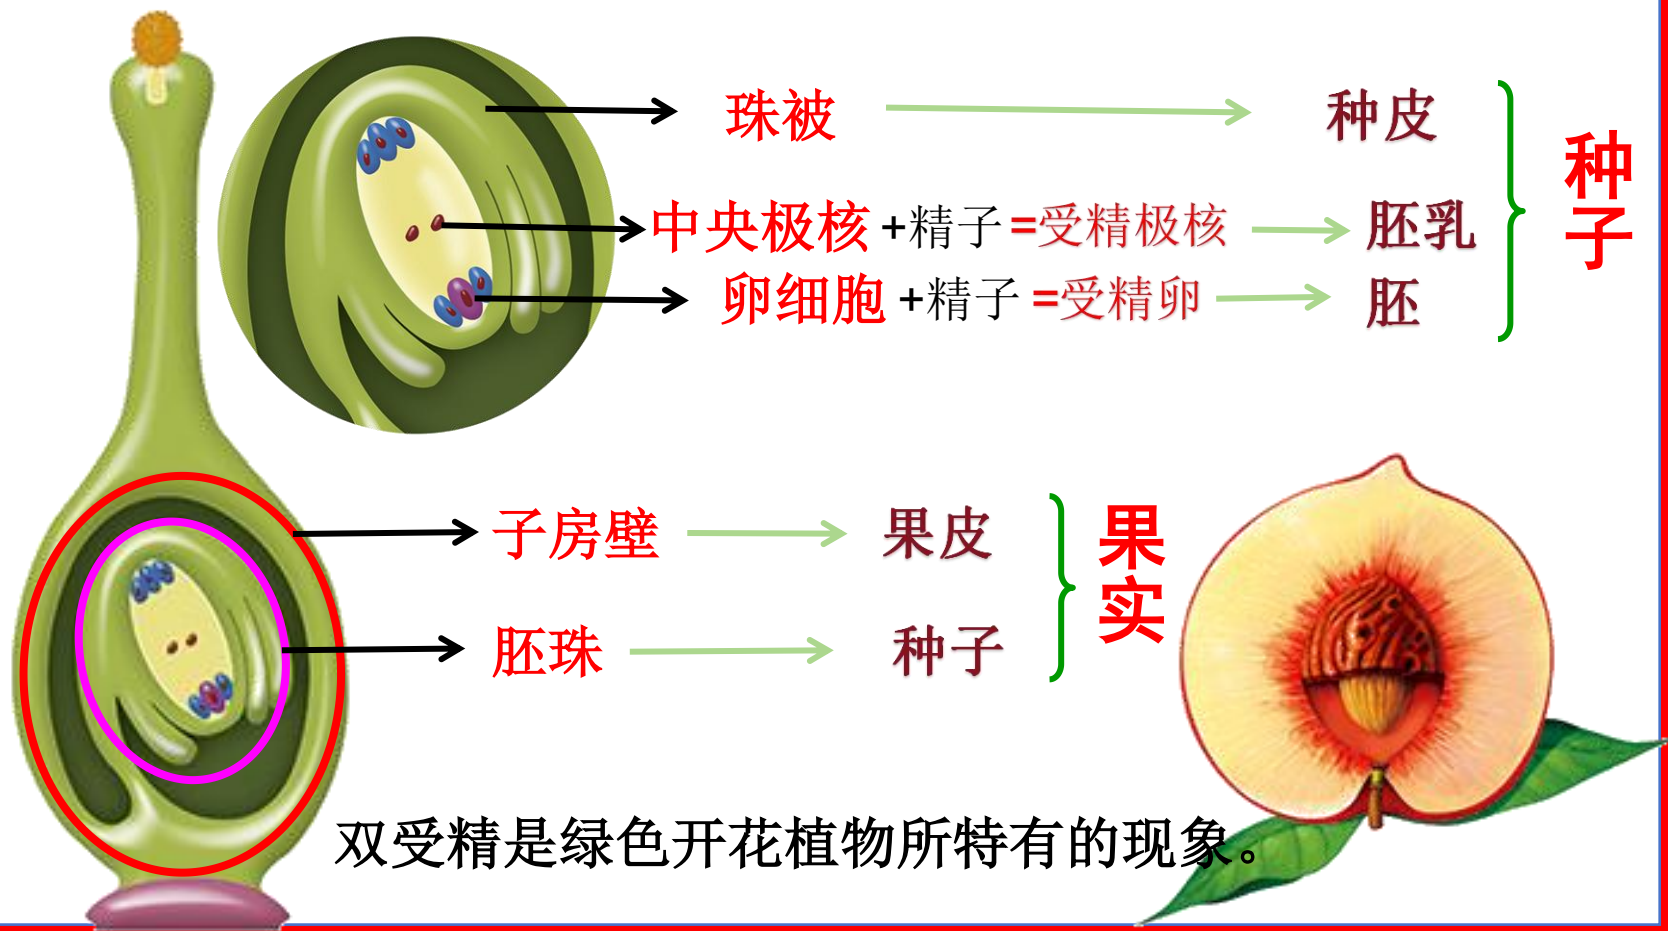 珠被 种皮
中央极核 +精子 =受精极核 胚乳
卵细胞 +精子 =受精卵 胚
种子
子房壁 果皮
胚珠 种子
果实
双受精是绿色开花植物所特有的现象。